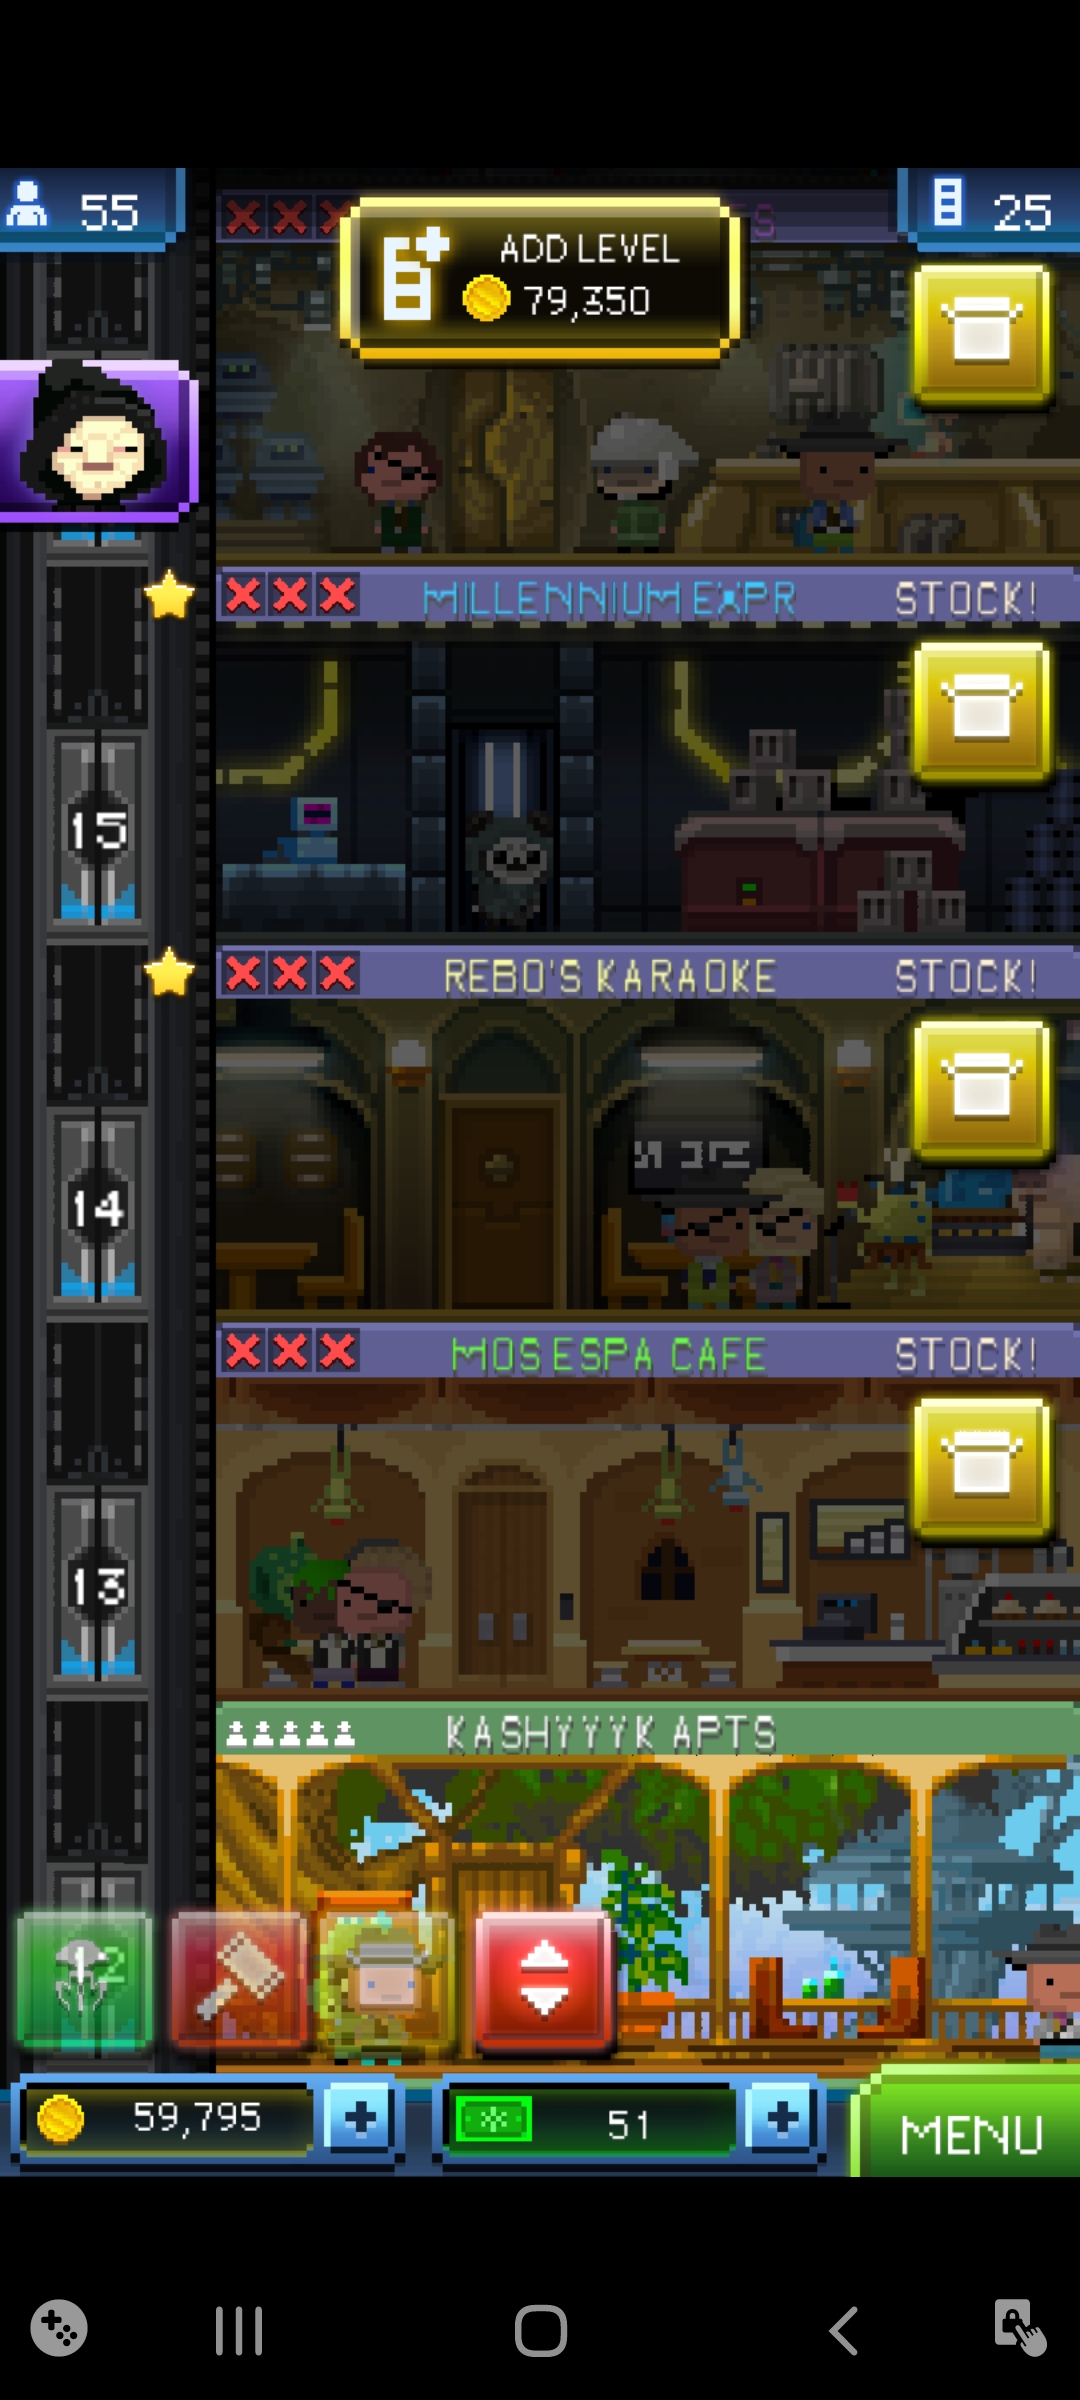 55
25
ADD LEVEL
79,350
S
MILLENNIUM EXPR STOCK!
15
REBO'S KARAOKE STOCK!
14
MOS ESPA CAFE STOCK!
13
KASHYYYK APTS
12
59,795
51
MENU